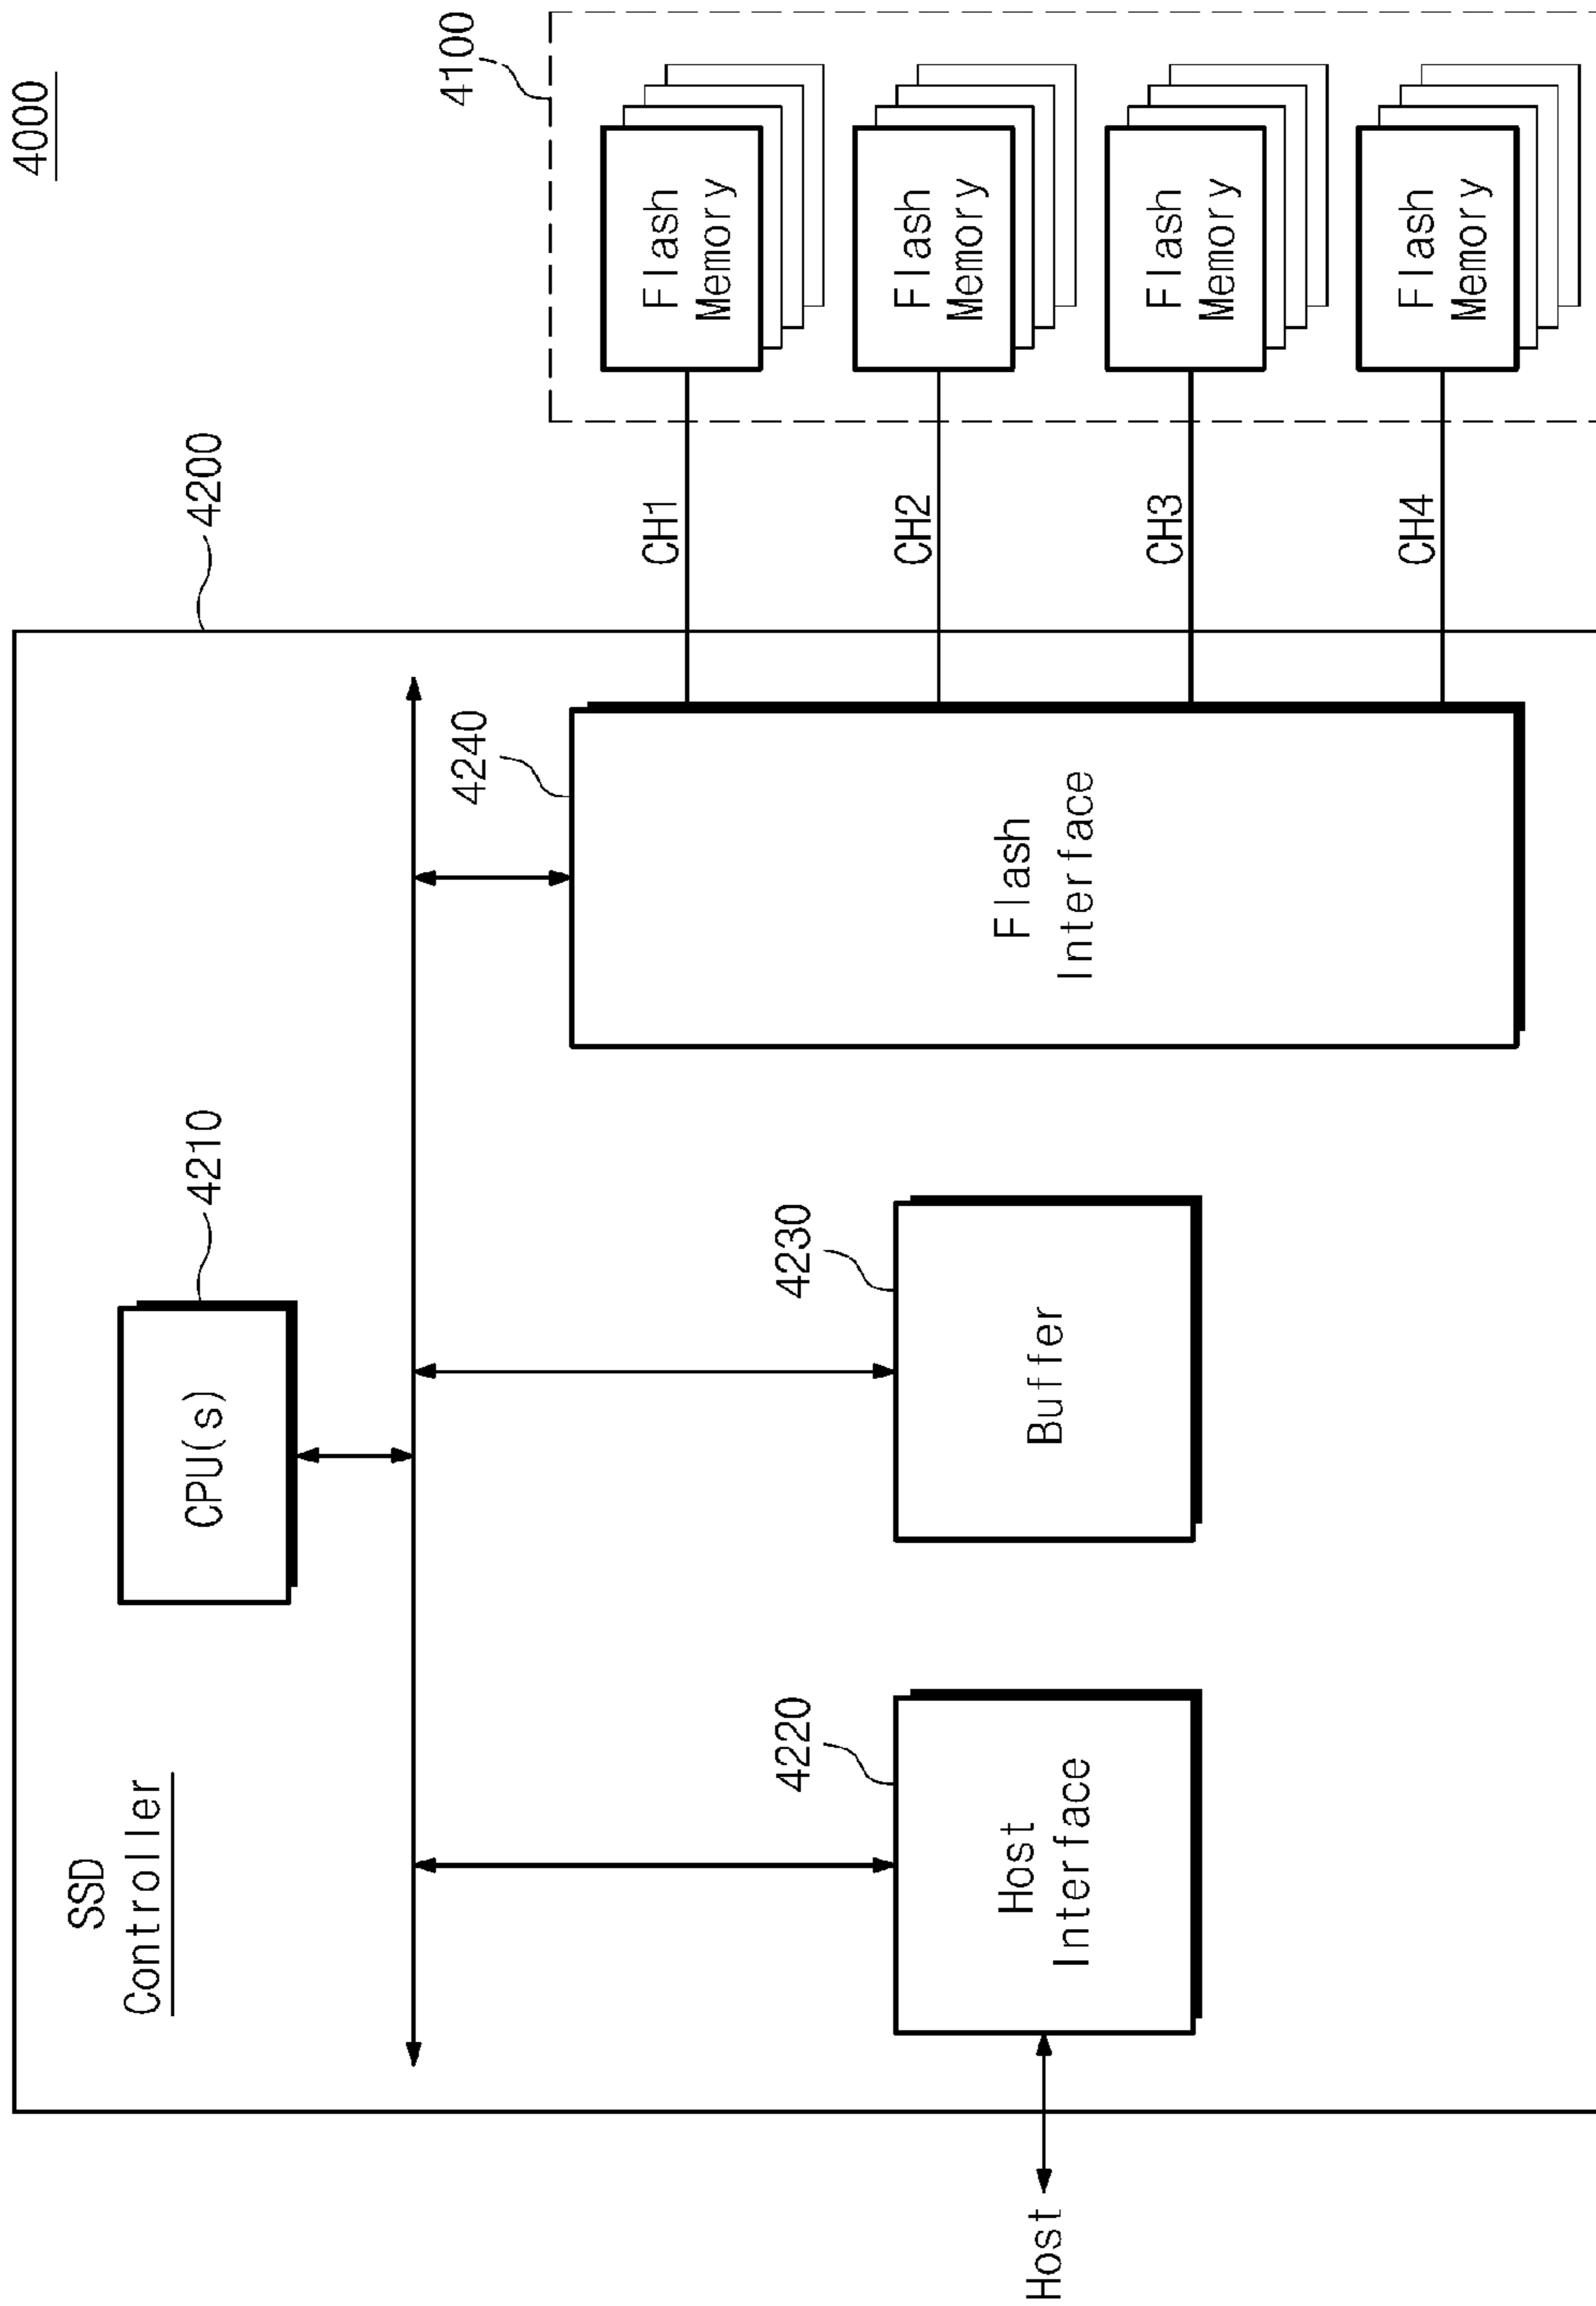 4000
SSD
Controller
4200
4210
CPU(s)
4100
4240
Flash
Interface
4220
Host
Interface
4230
Buffer
Host
CH1
Flash
Memory
CH2
Flash
Memory
CH3
Flash
Memory
CH4
Flash
Memory